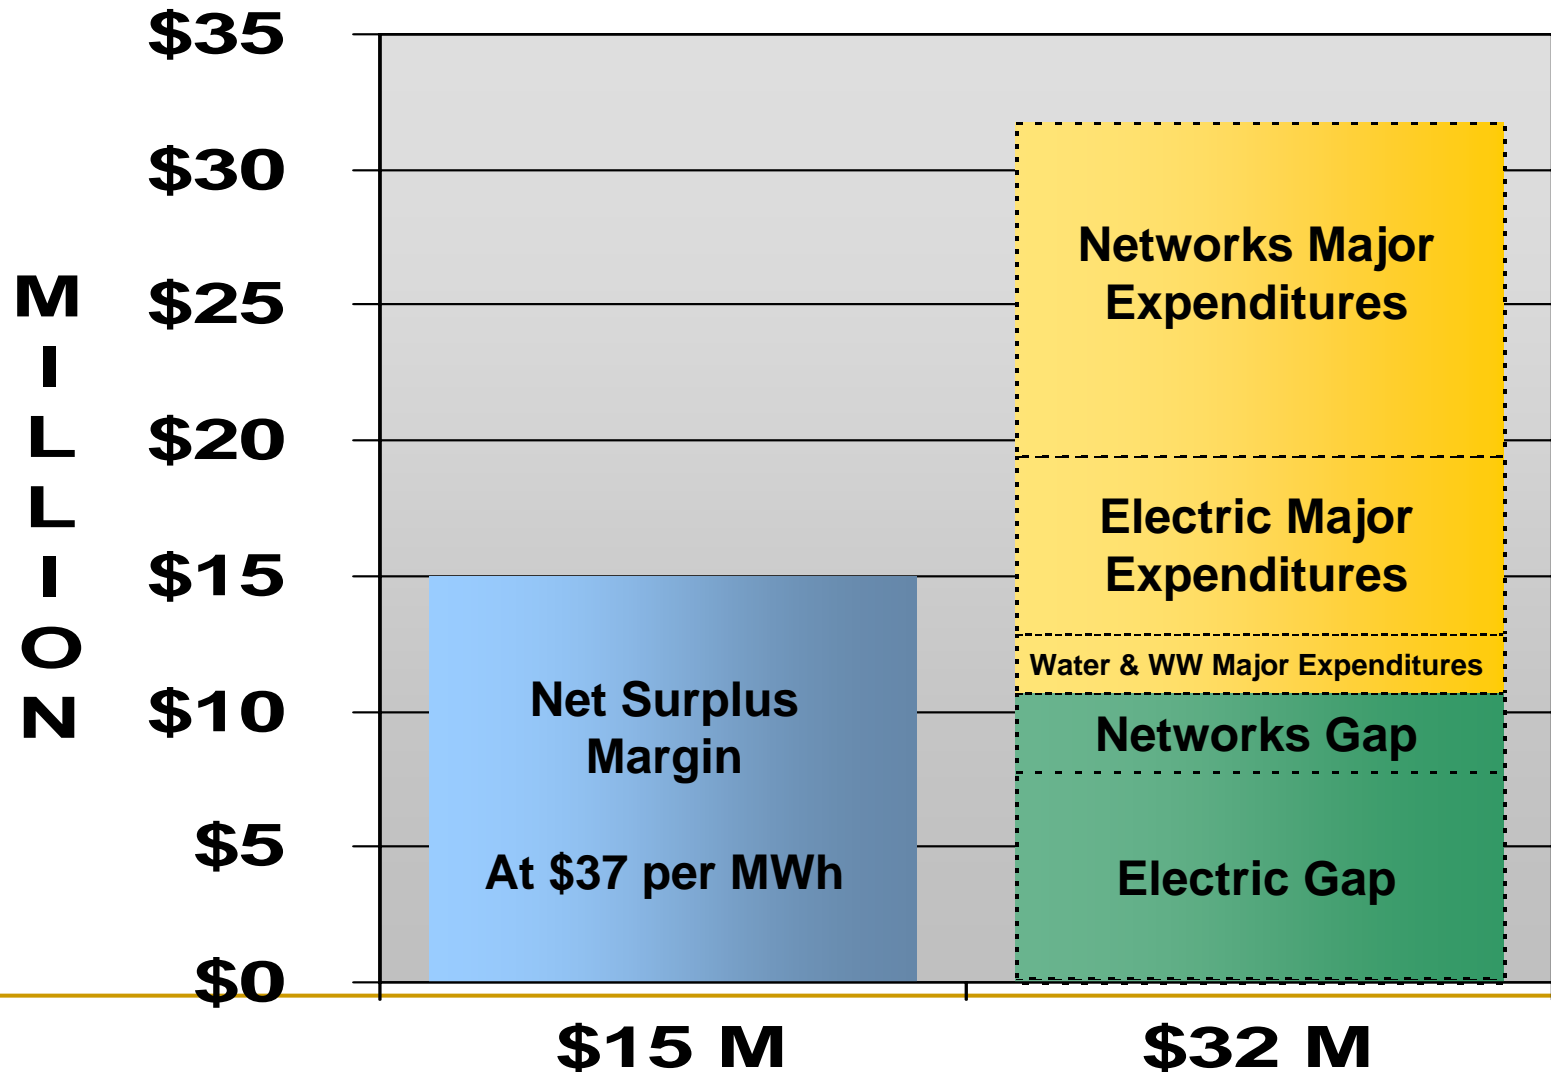 $35
$30
$25
$20
$15
$10
$5
$0
M
I
L
L
I
O
N
Net Surplus
Margin
At $37 per MWh
Networks Major
Expenditures
Electric Major
Expenditures
Water & WW Major Expenditures
Networks Gap
Electric Gap
$15 M
$32 M